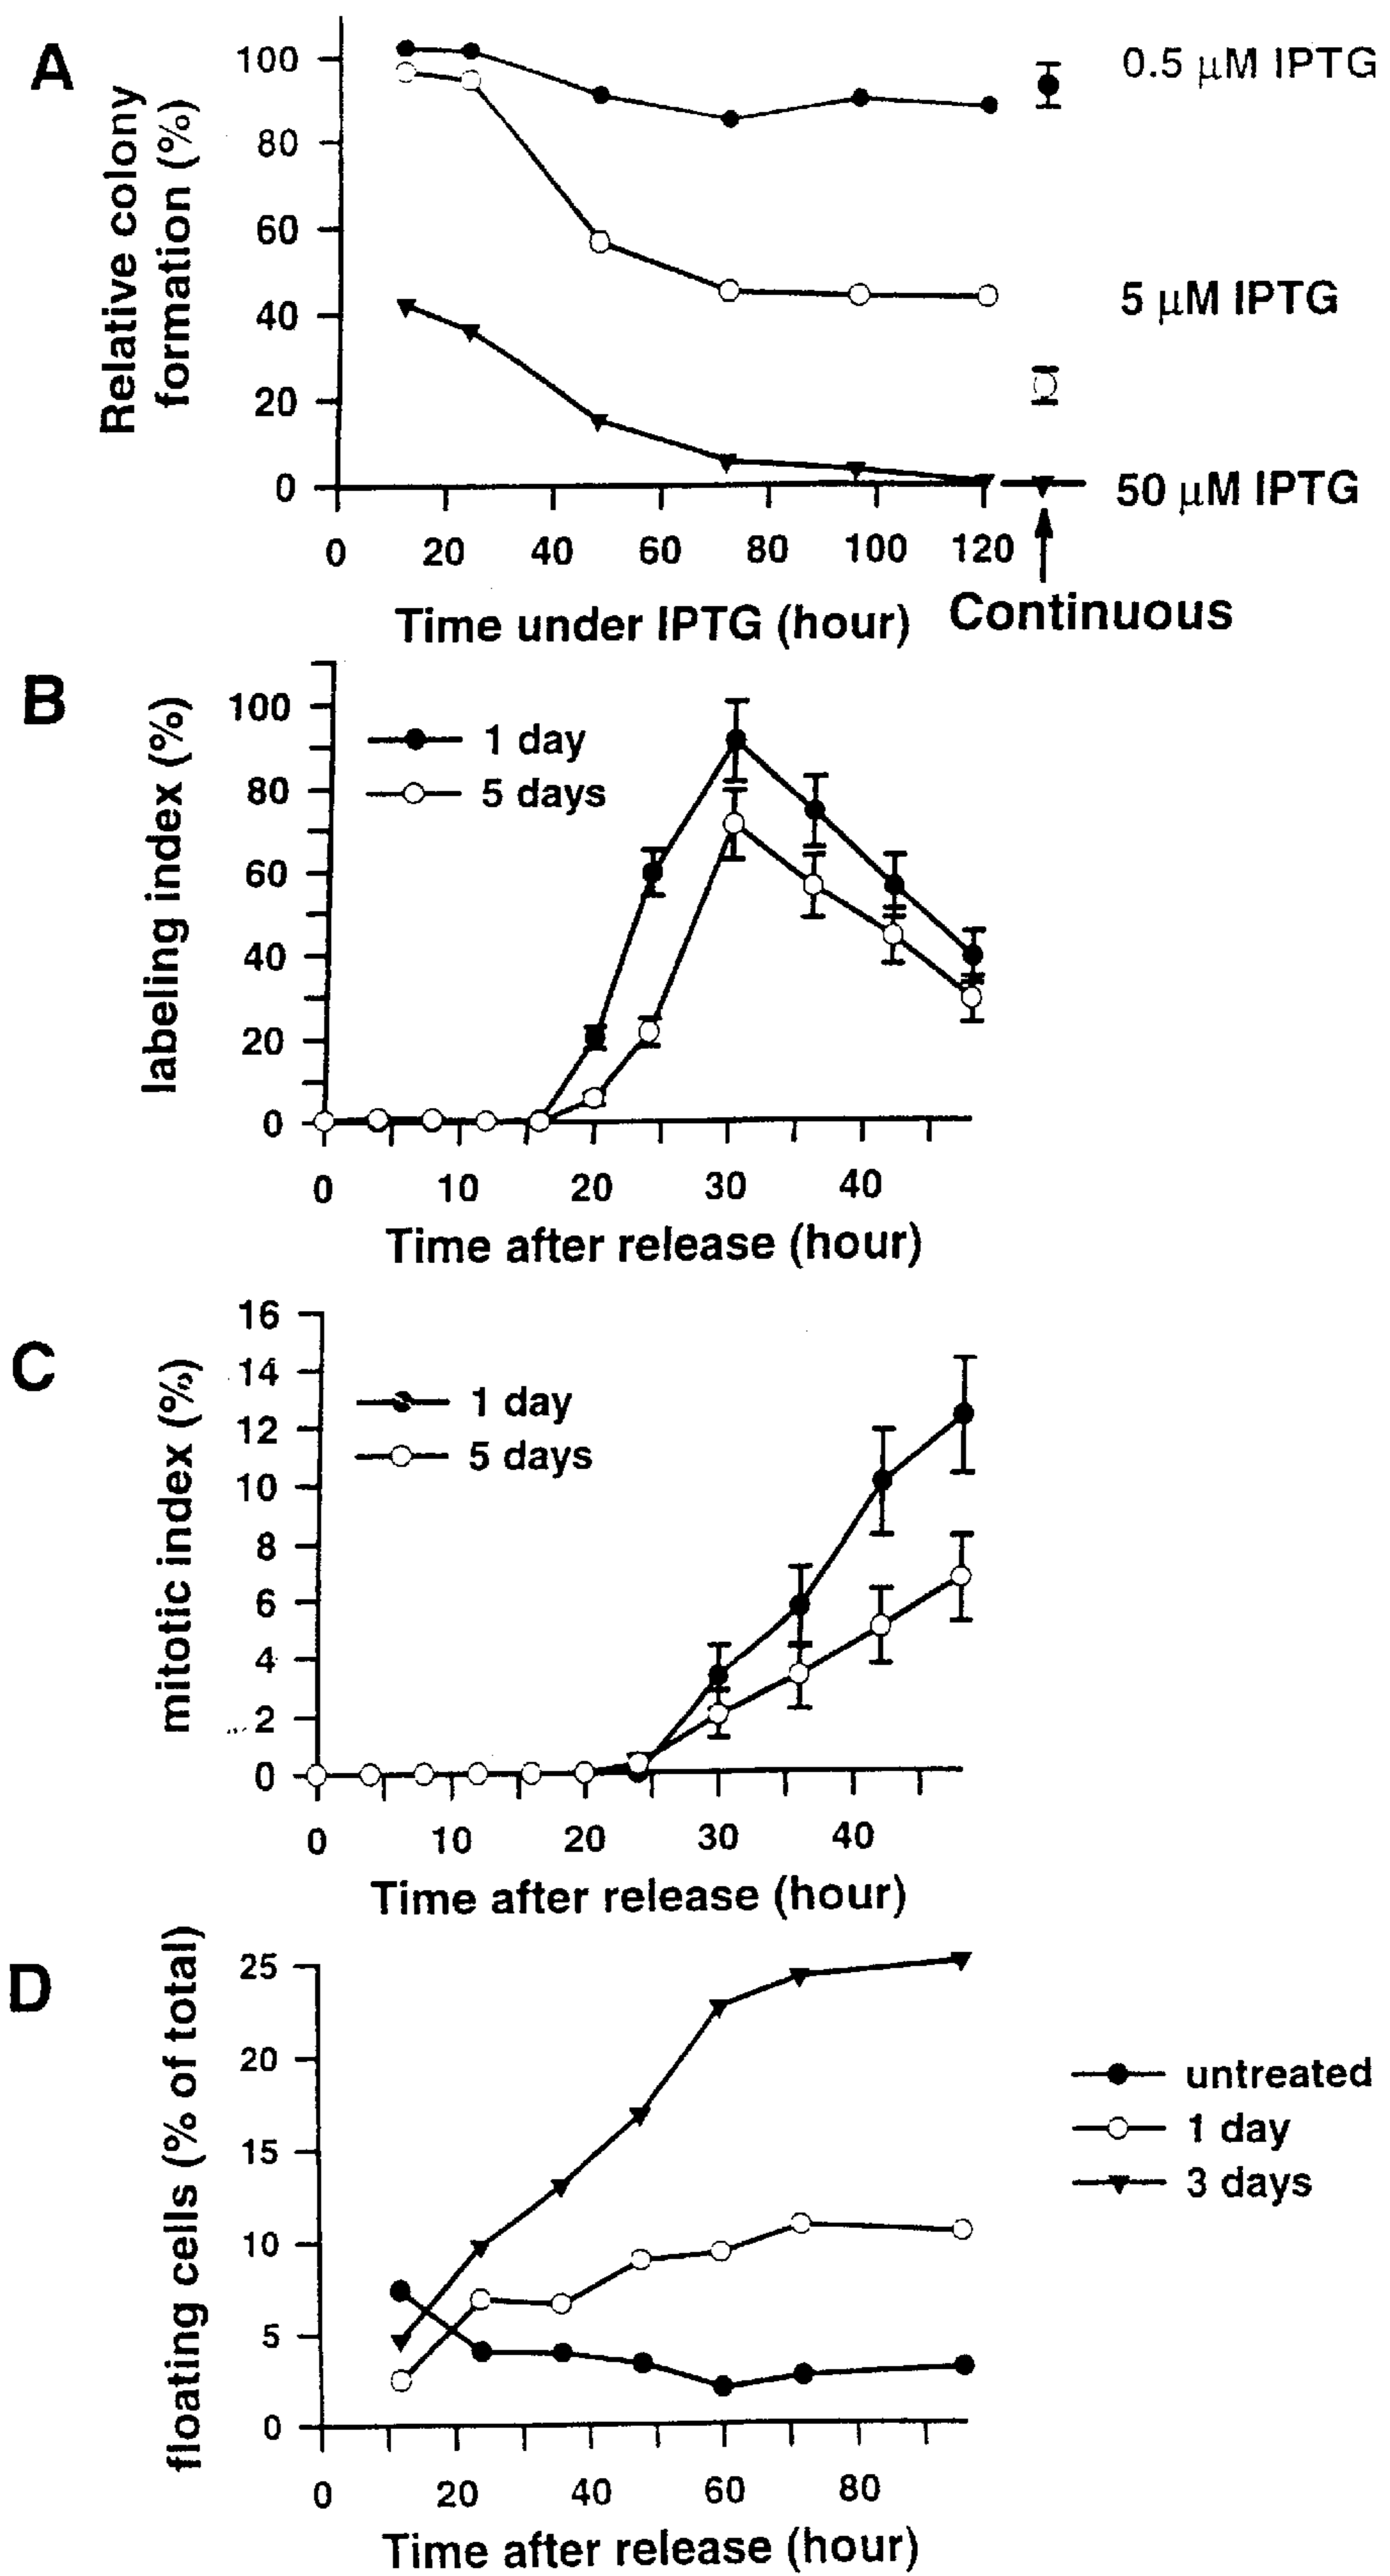 A
Relative colony
formation (%)
100
80
60
40
20
0
0 20 40 60 80 100 120
Time under IPTG (hour)
Continuous
0.5 μM IPTG
5 μM IPTG
50 μM IPTG
B
labeling index (%)
100
80
60
40
20
0
1 day
5 days
0 10 20 30 40
Time after release (hour)
C
mitotic index (%)
16
14
12
10
8
6
4
2
0
1 day
5 days
0 10 20 30 40
Time after release (hour)
D
floating cells (% of total)
25
20
15
10
5
0
untreated
1 day
3 days
0 20 40 60 80
Time after release (hour)